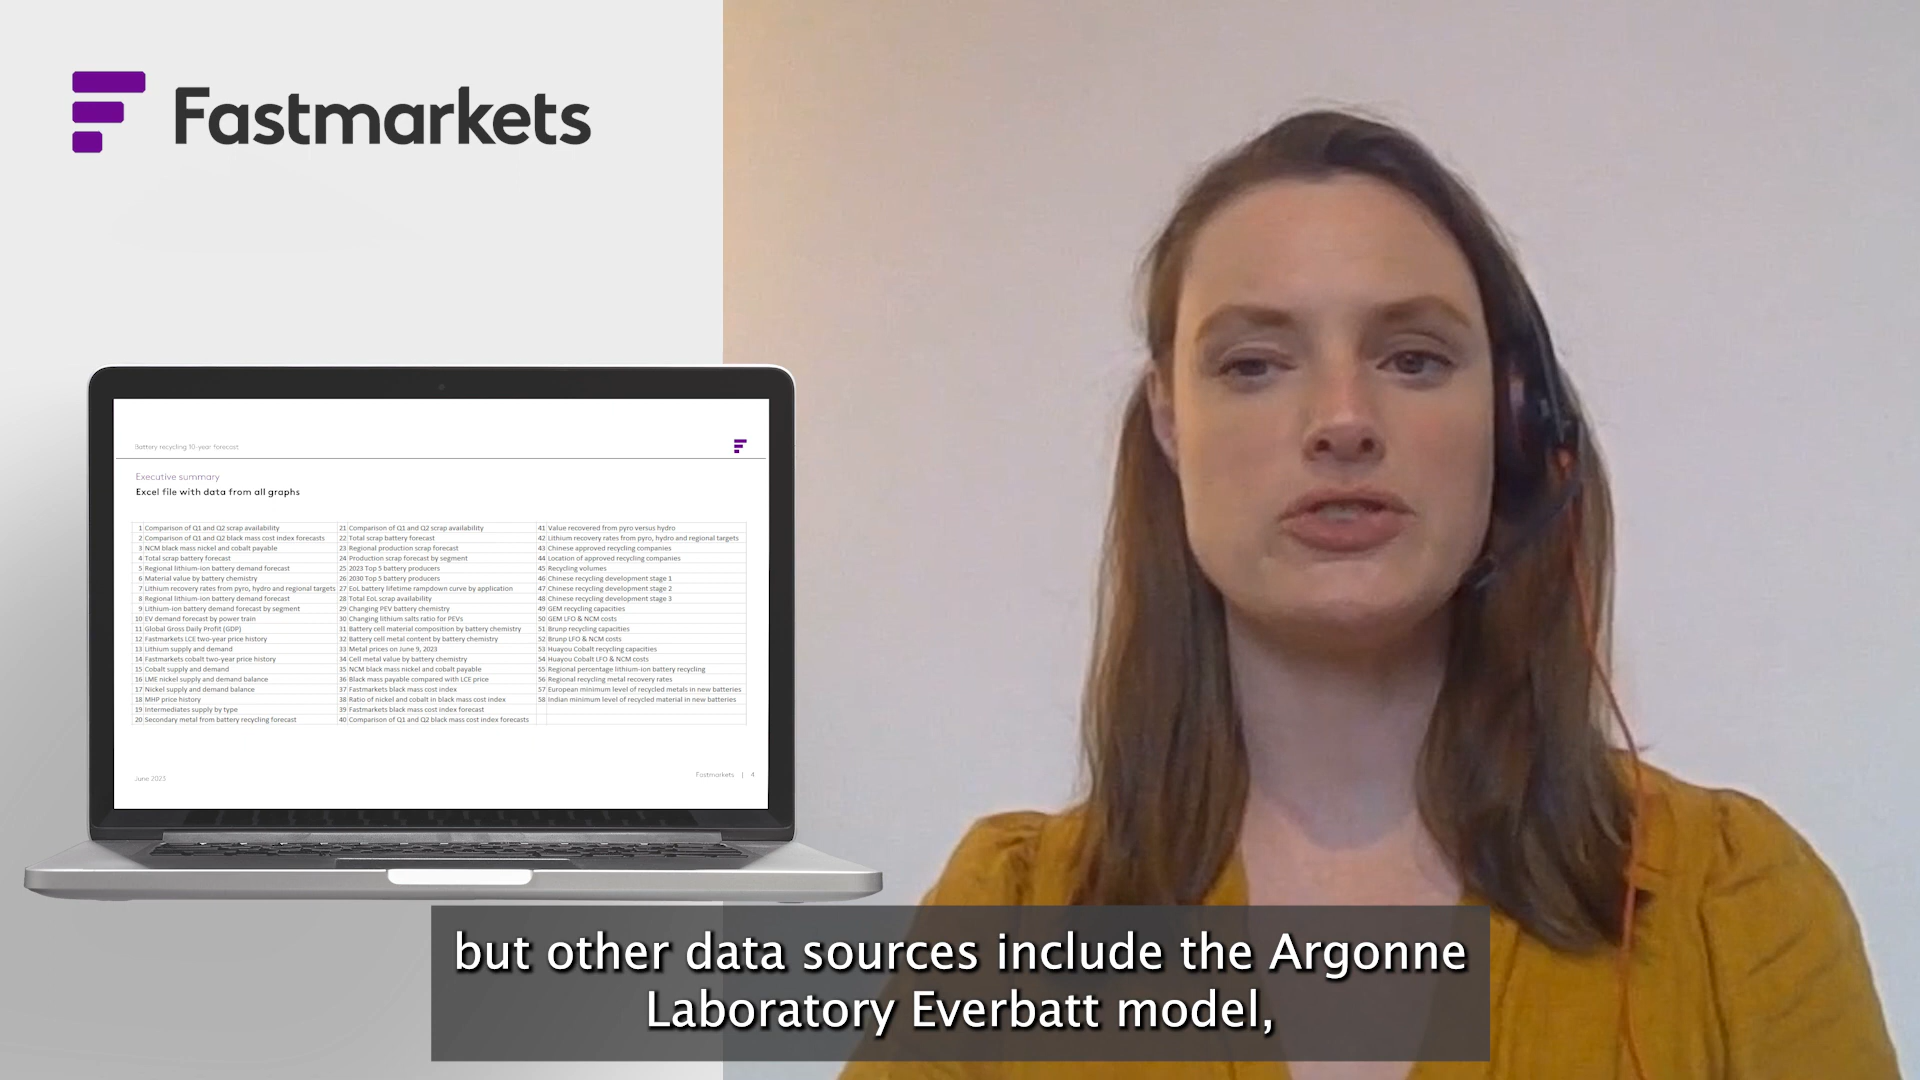 Fastmarkets
Battery recycling 10-year forecast
Executive summary
Excel file with data from all graphs
1 Comparison of Q1 and Q2 scrap availability
2 Comparison of Q1 and Q2 black mass cost index forecasts
3 NCM black mass nickel and cobalt payable
4 Total scrap battery forecast
5 Regional lithium-ion battery demand forecast
6 Material value by battery chemistry
7 Lithium recovery rates from pyro, hydro and regional targets
8 Regional lithium-ion battery demand forecast
9 Lithium-ion battery demand forecast by segment
10 EV demand forecast by power train
11 Global Gross Daily Profit (GDP)
12 Fastmarkets LCE two-year price history
13 Lithium supply and demand
14 Fastmarkets cobalt two-year price history
15 Cobalt supply and demand
16 LME nickel supply and demand balance
17 Nickel supply and demand balance
18 MHP price history
19 Intermediates supply by type
20 Secondary metal from battery recycling forecast
21 Comparison of Q1 and Q2 scrap availability
22 Total scrap battery forecast
23 Regional production scrap forecast
24 Production scrap forecast by segment
25 2023 Top 5 battery producers
26 2030 Top 5 battery producers
27 EoL battery lifetime rampdown curve by application
28 Total EoL scrap availability
29 Changing PEV battery chemistry
30 Changing lithium salts ratio for PEVs
31 Battery cell material composition by battery chemistry
32 Battery cell metal content by battery chemistry
33 Metal prices on June 9, 2023
34 Cell metal value by battery chemistry
35 NCM black mass nickel and cobalt payable
36 Black mass payable compared with LCE price
37 Fastmarkets black mass cost index
38 Ratio of nickel and cobalt in black mass cost index
39 Fastmarkets black mass cost index forecast
40 Comparison of Q1 and Q2 black mass cost index forecasts
41 Value recovered from pyro versus hydro
42 Lithium recovery rates from pyro, hydro and regional targets
43 Chinese approved recycling companies
44 Location of approved recycling companies
45 Recycling volumes
46 Chinese recycling development stage 1
47 Chinese recycling development stage 2
48 Chinese recycling development stage 3
49 GEM recycling capacities
50 GEM LFO & NCM costs
51 Brunp recycling capacities
52 Brunp LFO & NCM costs
53 Huayou Cobalt recycling capacities
54 Huayou Cobalt LFO & NCM costs
55 Regional percentage lithium-ion battery recycling
56 Regional recycling metal recovery rates
57 European minimum level of recycled metals in new batteries
58 Indian minimum level of recycled material in new batteries
June 2023
Fastmarkets | 4
but other data sources include the Argonne
Laboratory Everbatt model,